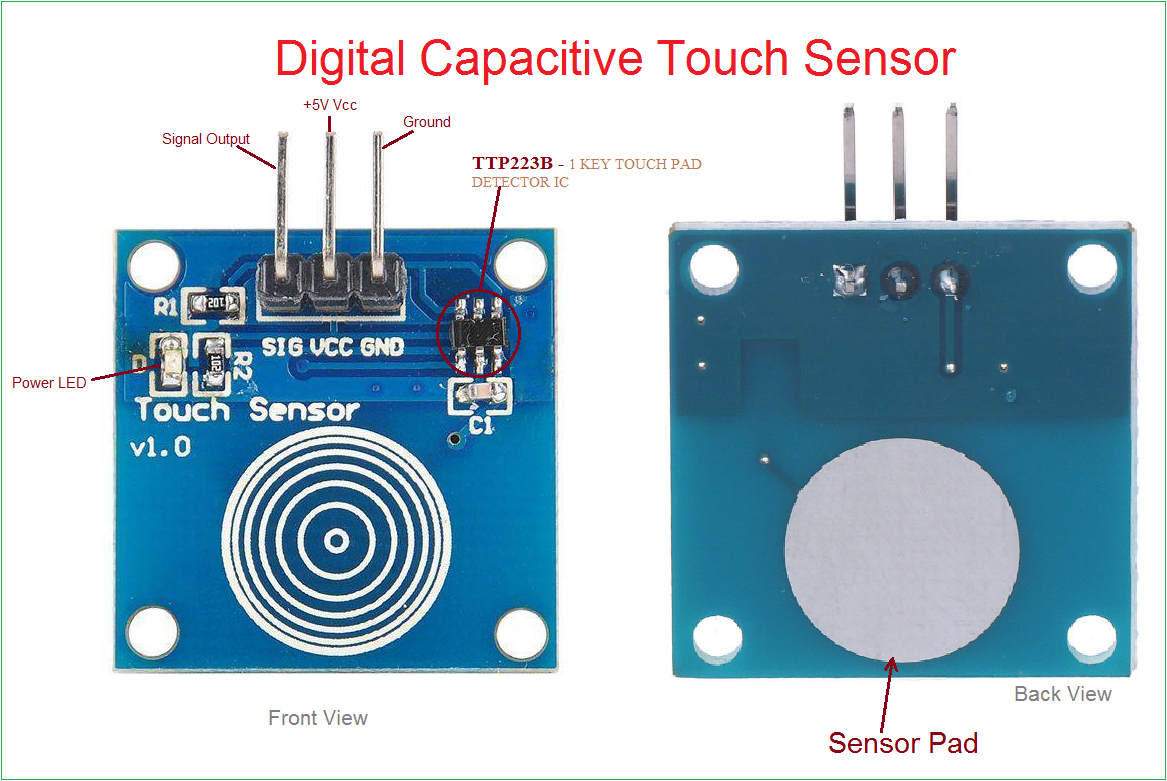 Digital Capacitive Touch Sensor
+5V Vcc
Signal Output
Ground
TTP223B - 1 KEY TOUCH PAD
DETECTOR IC
R1
201
SIG VCC GND
D
R2
Power LED
Touch Sensor
C1
v1.0
Front View
Back View
Sensor Pad